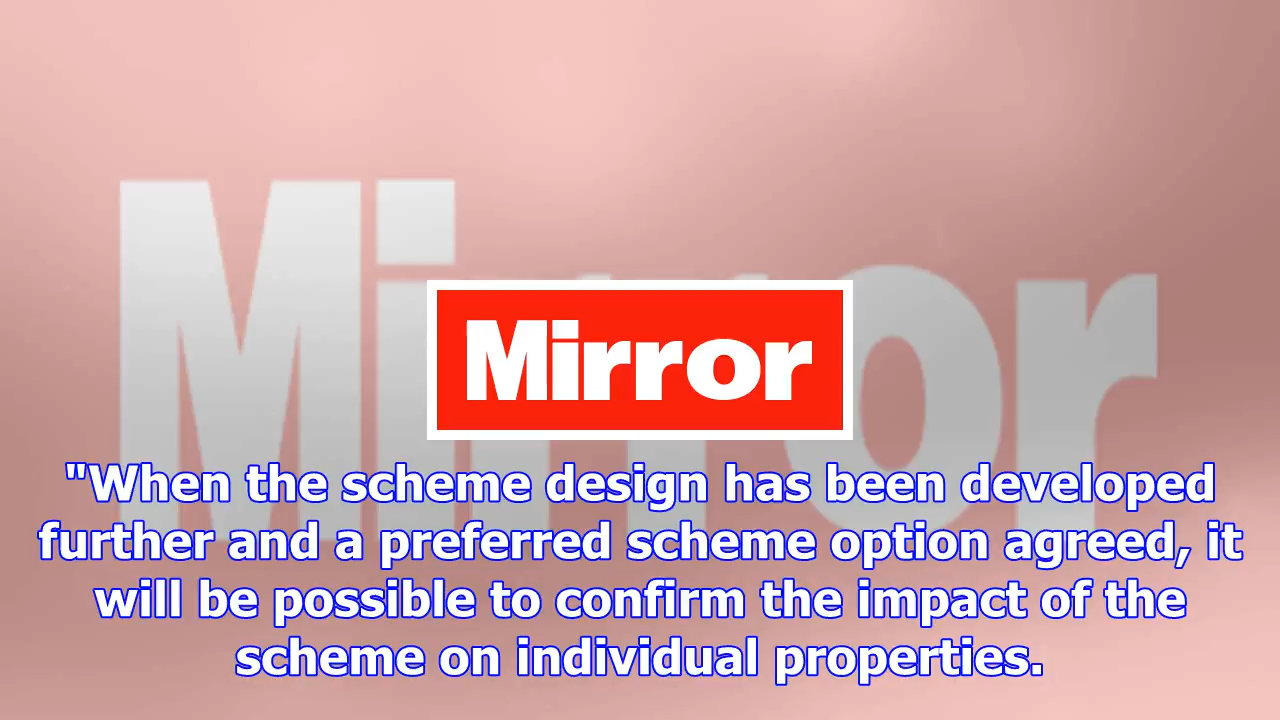 Mirror
Mirror
"When the scheme design has been developed
further and a preferred scheme option agreed, it
will be possible to confirm the impact of the
scheme on individual properties.